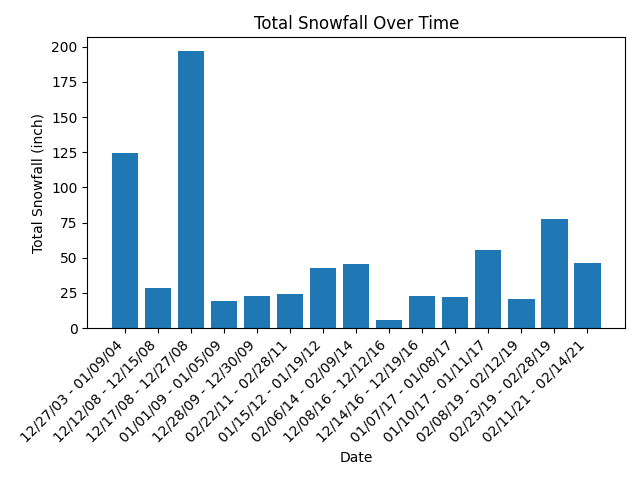 Total Snowfall Over Time
Total Snowfall (inch)
200
175
150
125
100
75
50
25
0
12/27/03 - 01/09/04
12/12/08 - 12/15/08
12/17/08 - 12/27/08
01/01/09 - 01/05/09
12/28/09 - 12/30/09
02/22/11 - 02/28/11
01/15/12 - 01/19/12
02/06/14 - 02/09/14
12/08/16 - 12/12/16
12/14/16 - 12/19/16
01/07/17 - 01/08/17
01/10/17 - 01/11/17
02/08/19 - 02/12/19
02/23/19 - 02/28/19
02/11/21 - 02/14/21
Date